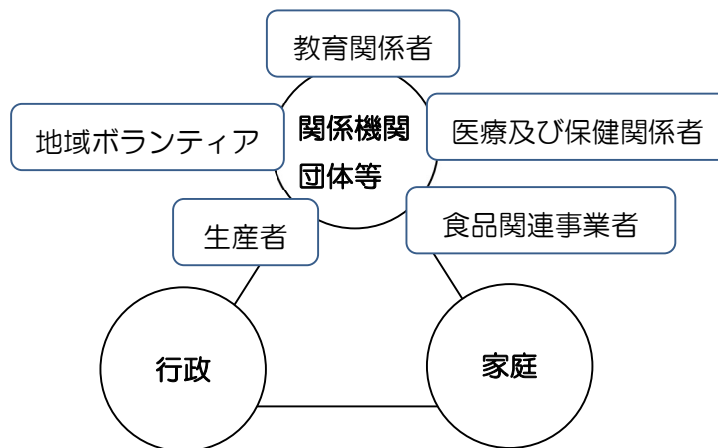 教育関係者
地域ボランティア
関係機関
団体等
医療及び保健関係者
生産者
食品関連事業者
行政
家庭